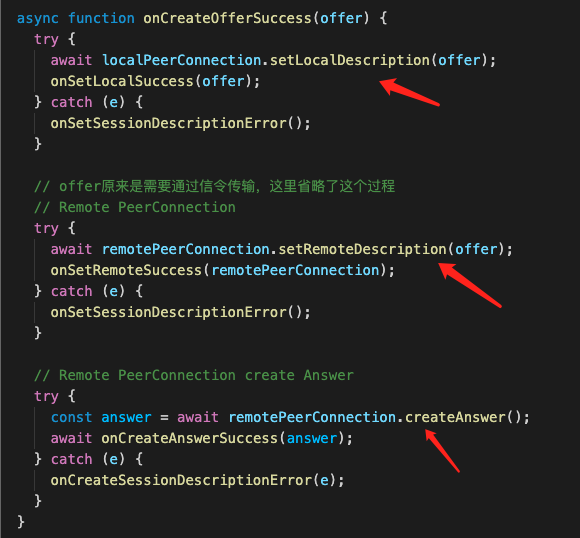 async function onCreateOfferSuccess(offer) {
  try {
    await localPeerConnection.setLocalDescription(offer);
    onSetLocalSuccess(offer);
  } catch (e) {
    onSetSessionDescriptionError();
  }

  // offer原来是需要通过信令传输，这里省略了这个过程
  // Remote PeerConnection
  try {
    await remotePeerConnection.setRemoteDescription(offer);
    onSetRemoteSuccess(remotePeerConnection);
  } catch (e) {
    onSetSessionDescriptionError();
  }

  // Remote PeerConnection create Answer
  try {
    const answer = await remotePeerConnection.createAnswer();
    await onCreateAnswerSuccess(answer);
  } catch (e) {
    onCreateSessionDescriptionError(e);
  }
}